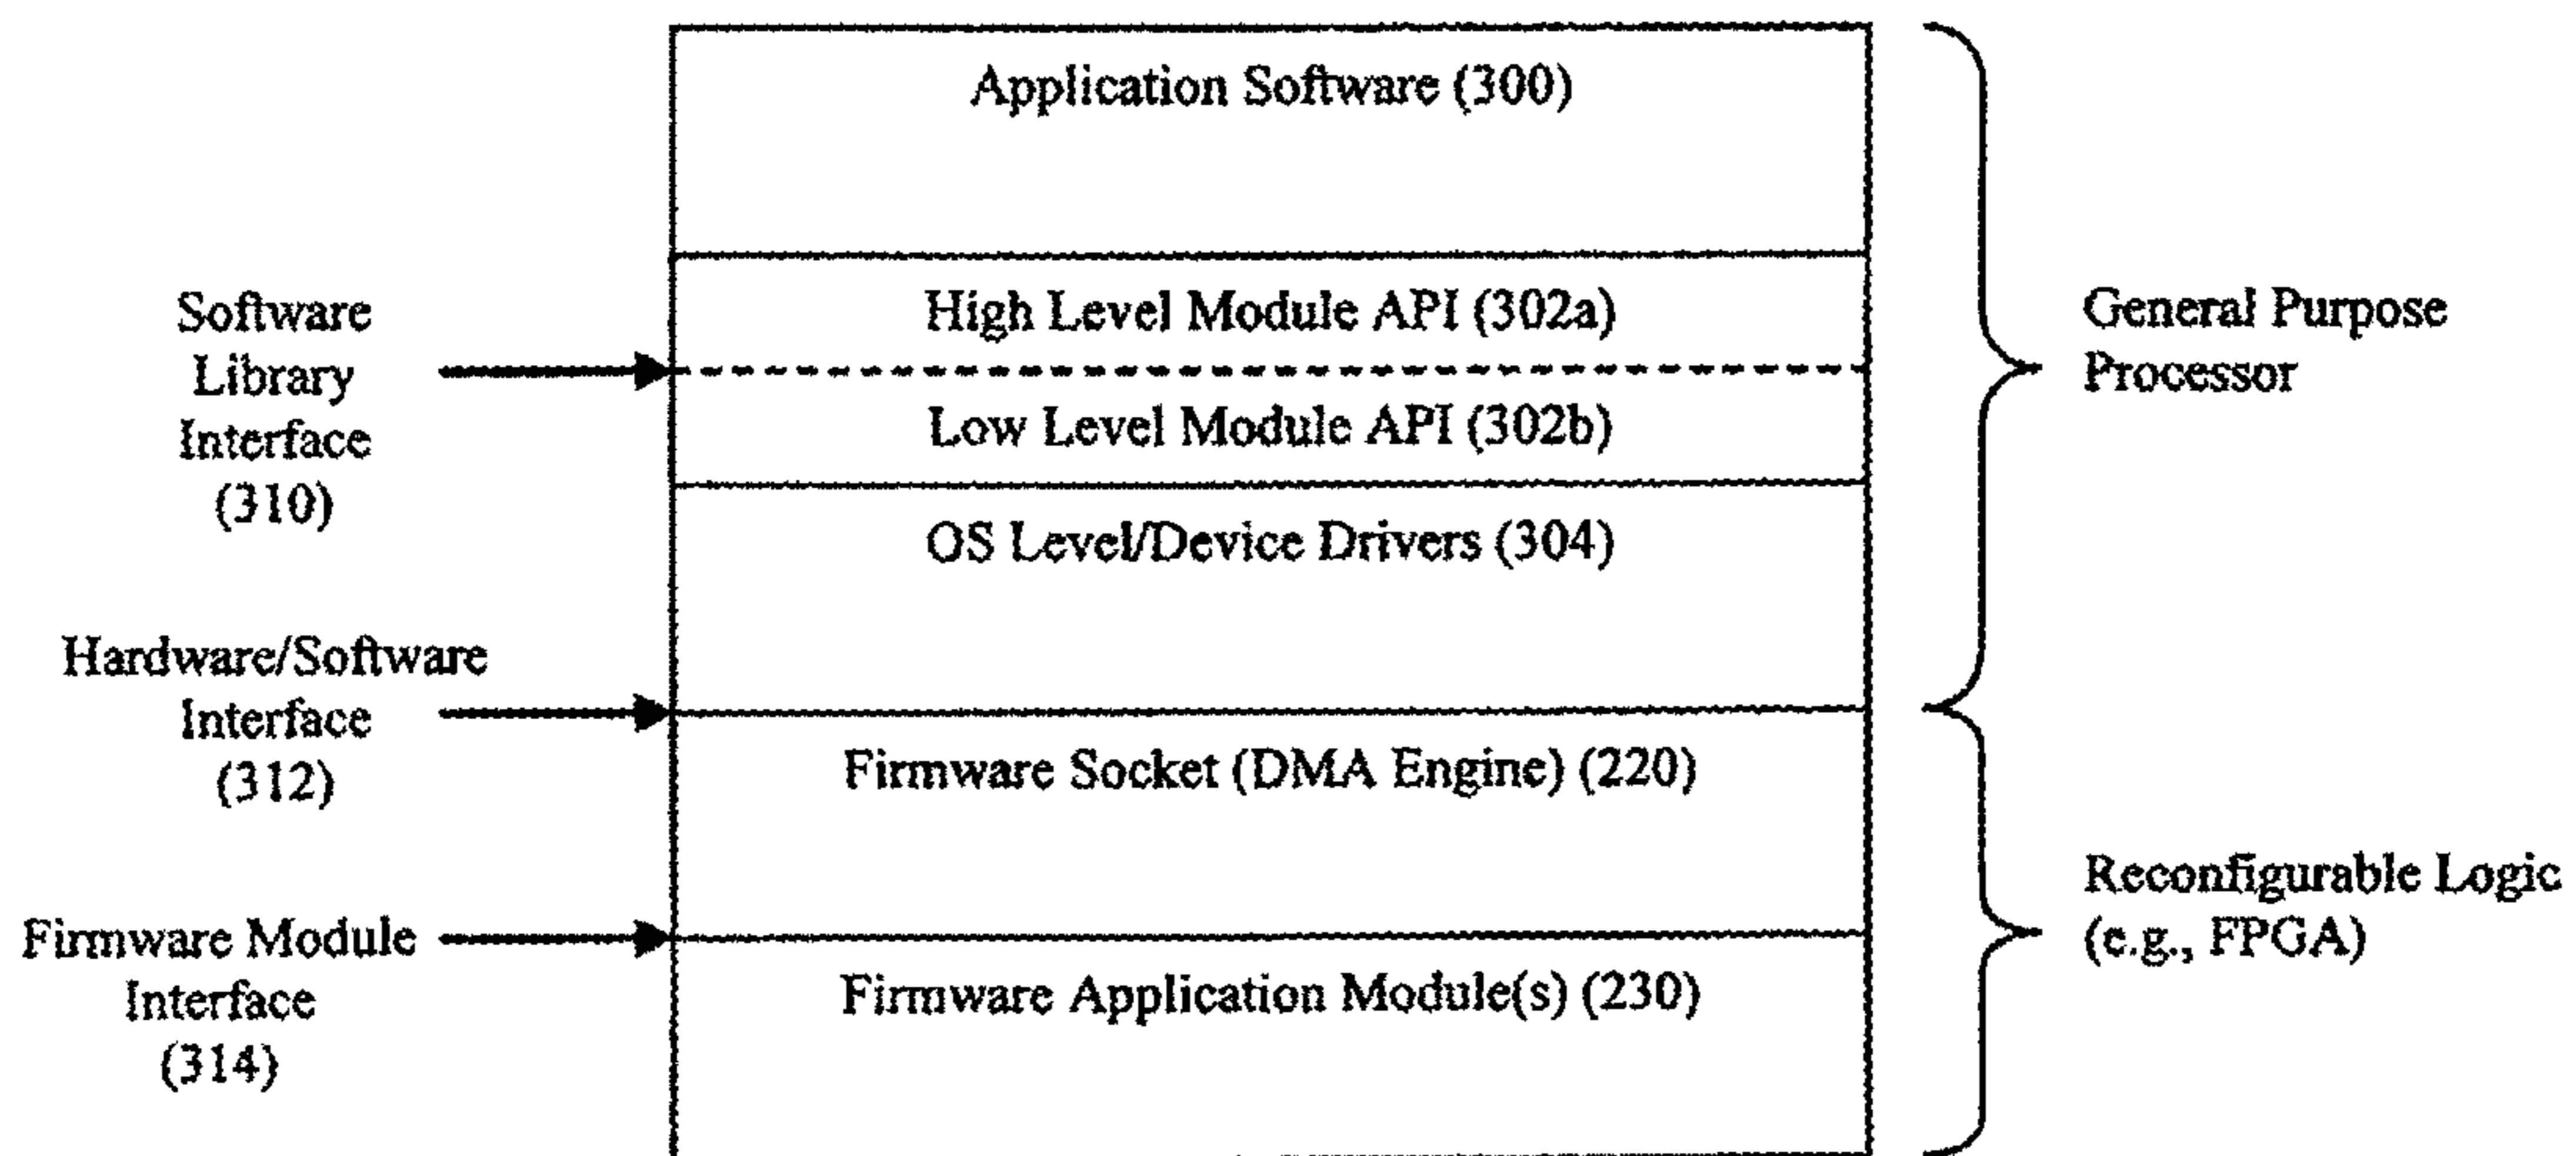 Application Software (300)
High Level Module API (302a)
Low Level Module API (302b)
OS Level/Device Drivers (304)
Firmware Socket (DMA Engine) (220)
Firmware Application Module(s) (230)
Software
Library
Interface
(310)
Hardware/Software
Interface
(312)
Firmware Module
Interface
(314)
General Purpose
Processor
Reconfigurable Logic
(e.g., FPGA)